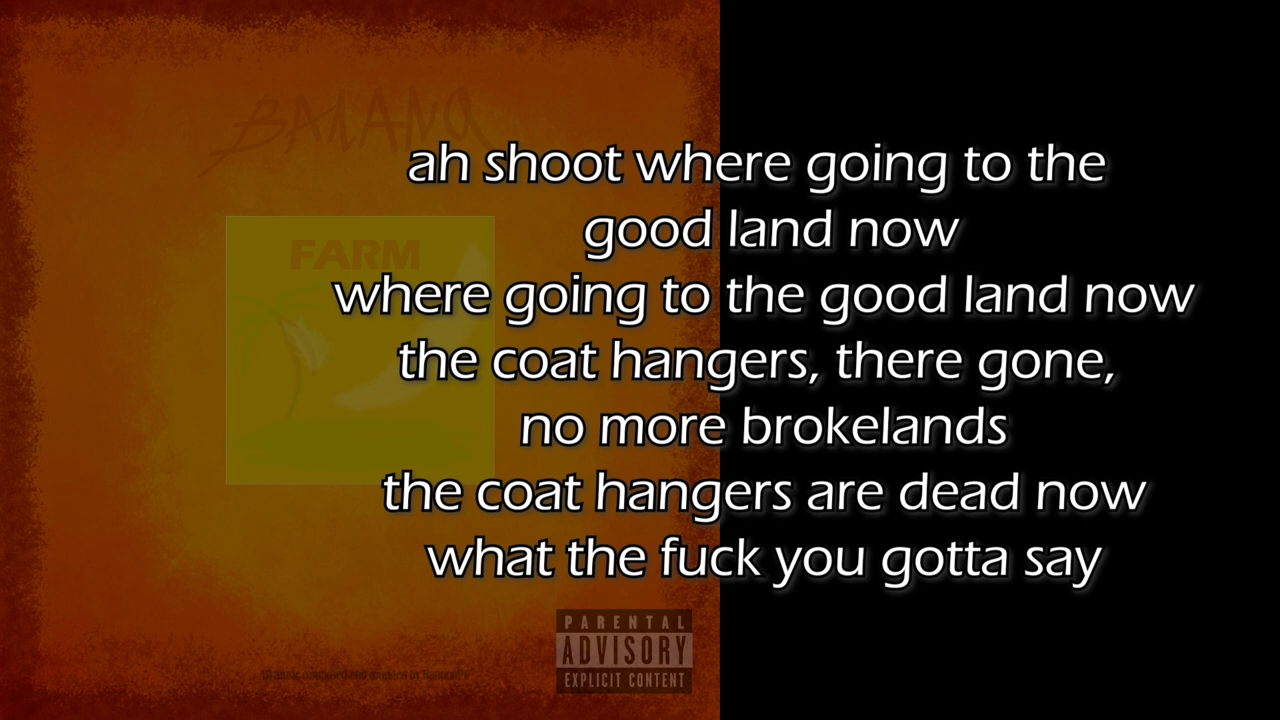 FARM
ah shoot where going to the
good land now
where going to the good land now
the coat hangers, there gone,
no more brokelands
the coat hangers are dead now
what the fuck you gotta say
PARENTAL
ADVISORY
EXPLICIT CONTENT